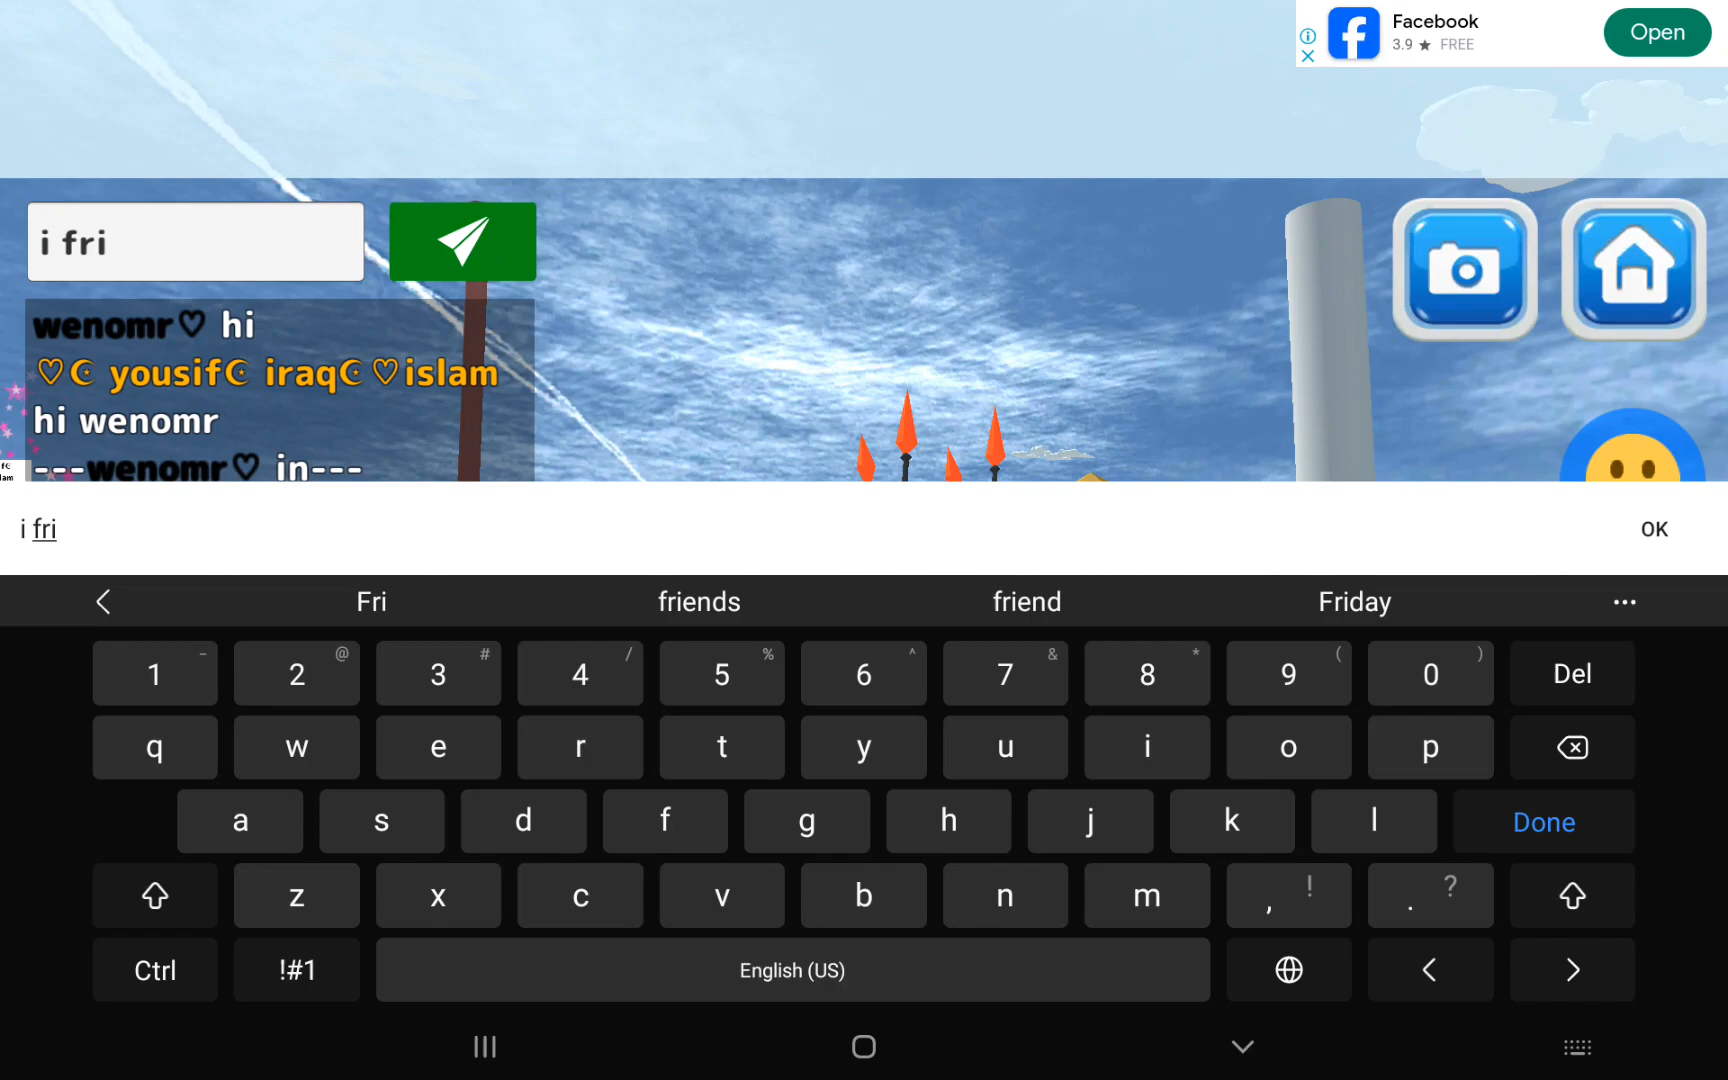 Facebook
3.9 ★ FREE
Open
i fri
wenomr♡ hi
♡☪ yousif☪ iraq☪♡islam
hi wenomr
---wenomr♡ in---
i fri
OK
Fri friends friend Friday ...
1 - 2 @ 3 # 4 / 5 % 6 ^ 7 & 8 * 9 ( 0 ) Del
q w e r t y u i o p
a s d f g h j k l Done
z x c v b n m , ! . ?
Ctrl !#1 English (US) < >